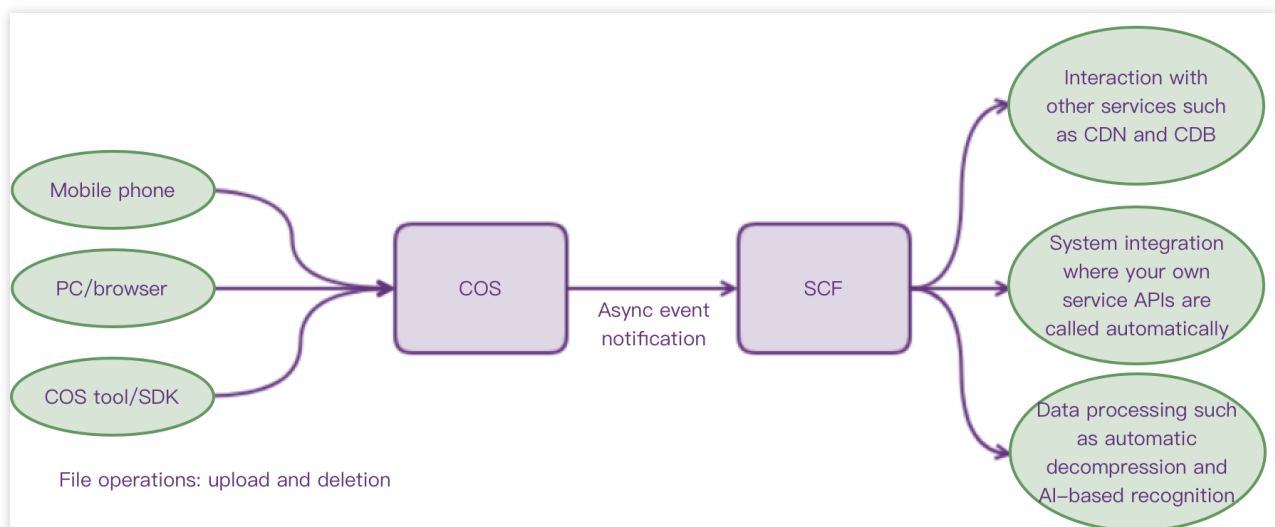 Mobile phone
PC/browser
COS tool/SDK
File operations: upload and deletion
COS
Async event
notification
SCF
Interaction with
other services such
as CDN and CDB
System integration
where your own
service APIs are
called automatically
Data processing such
as automatic
decompression and
AI-based recognition